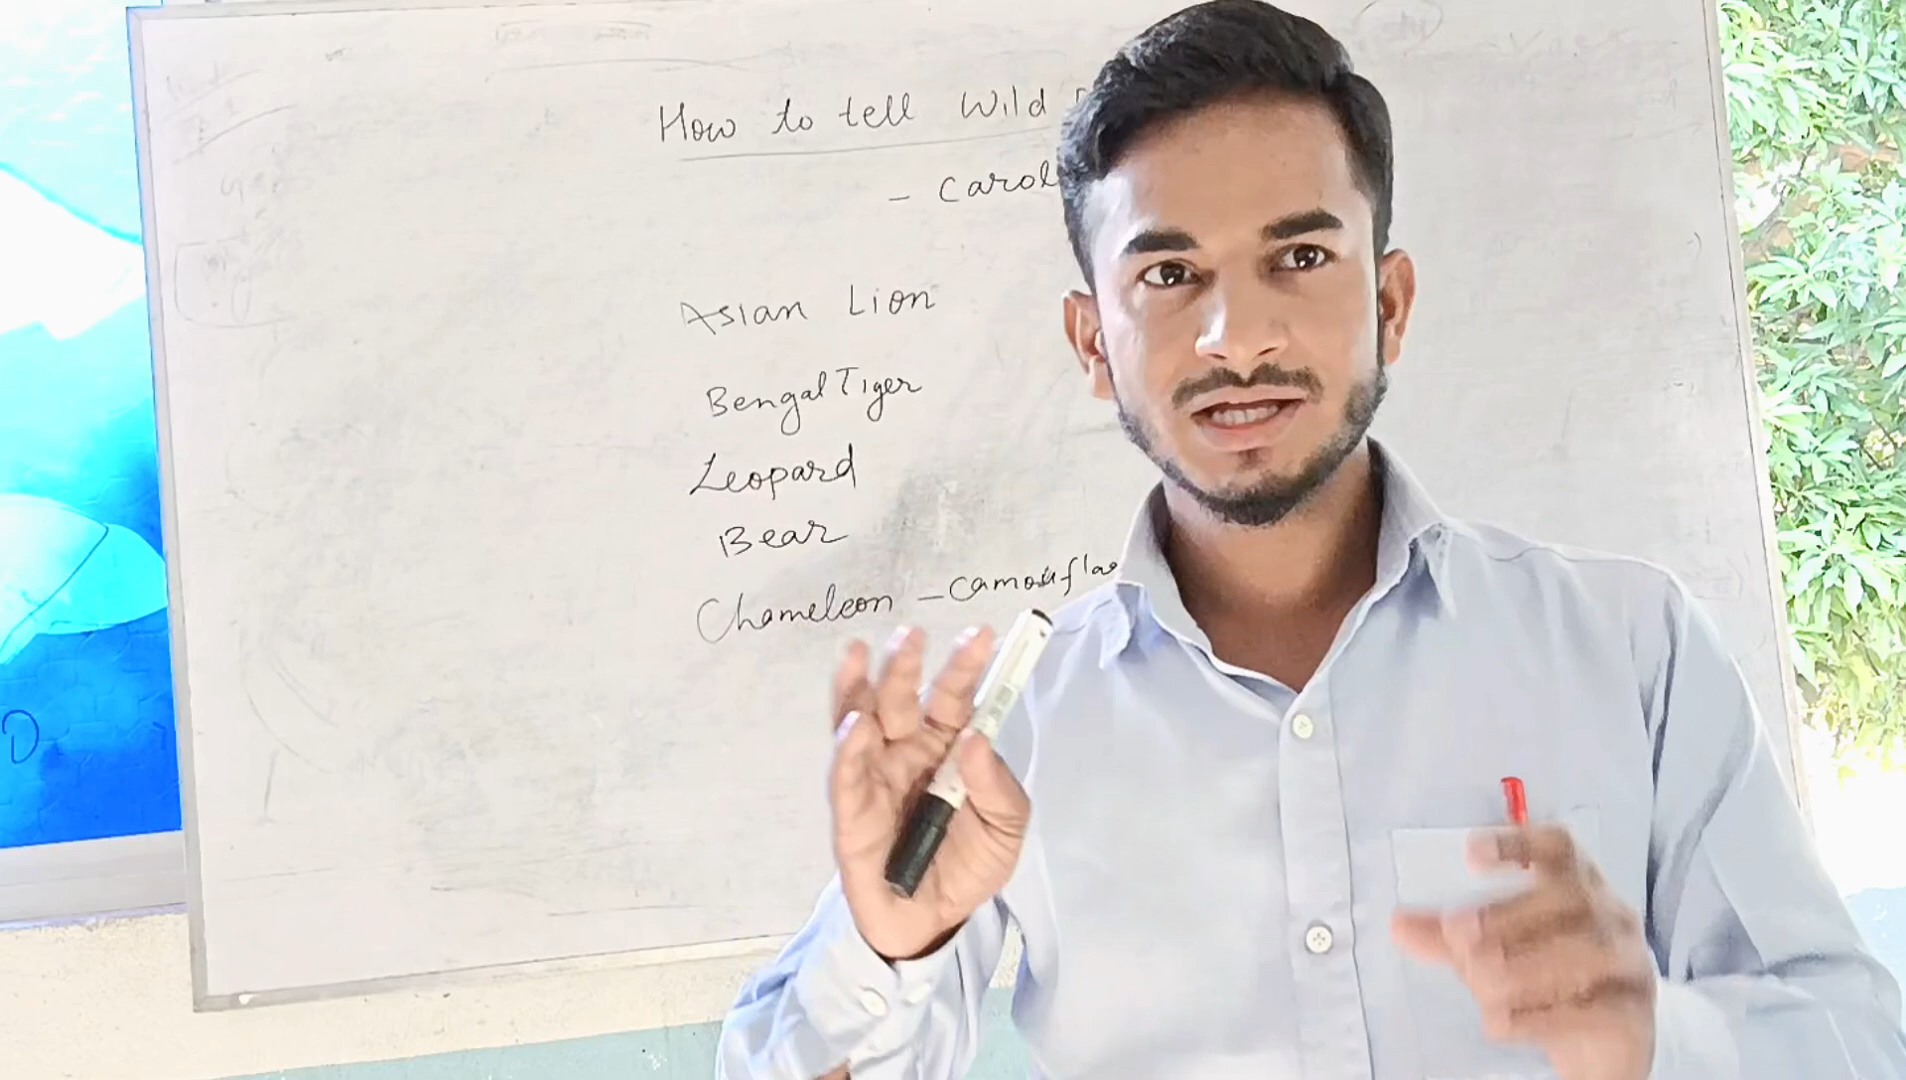 How to tell Wild
- Carol
Asian Lion
Bengal Tiger
Leopard
Bear
Chameleon - Camouflag
D